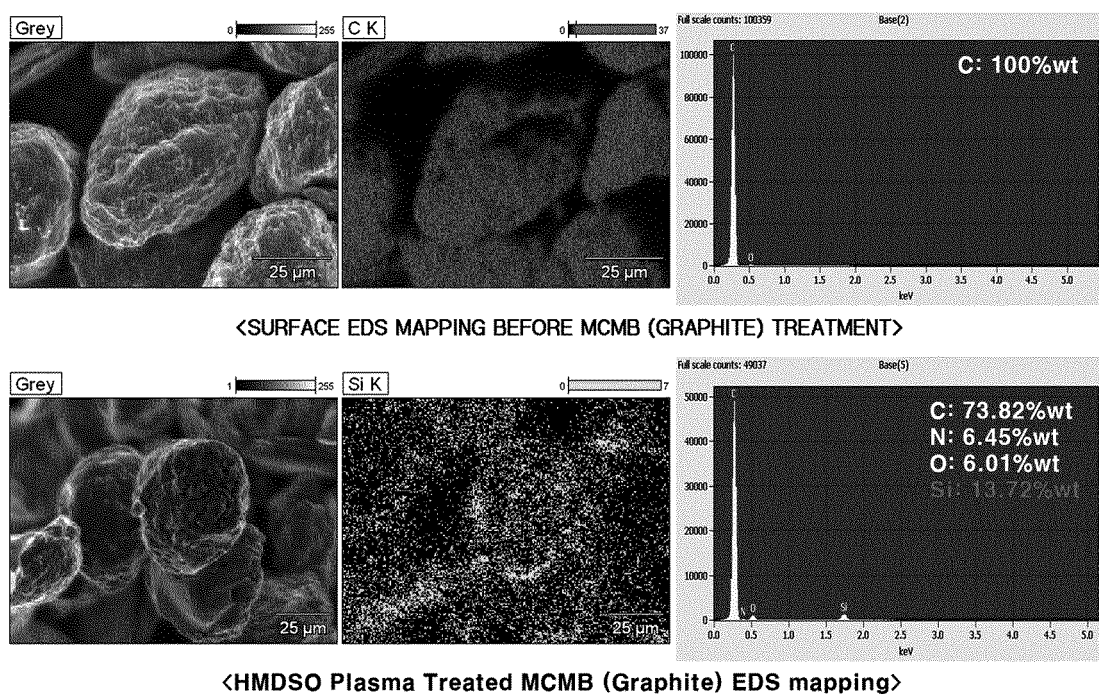 Grey 0 255 C K 0 100359 37 Full scale counts: 100359 Base(2)
C
C: 100%wt
100000
80000
60000
40000
20000
0
O
25 μm 25 μm
0.0 0.5 1.0 1.5 2.0 2.5 3.0 3.5 4.0 4.5 5.0
keV
<SURFACE EDS MAPPING BEFORE MCMB (GRAPHITE) TREATMENT>
Grey 1 255 Si K 0 7 Full scale counts: 49037 Base(5)
C
50000
C: 73.82%wt
N: 6.45%wt
O: 6.01%wt
Si: 13.72%wt
40000
30000
20000
10000
0
N O Si
25 μm 25 μm
0.0 0.5 1.0 1.5 2.0 2.5 3.0 3.5 4.0 4.5 5.0
keV
<HMDSO Plasma Treated MCMB (Graphite) EDS mapping>